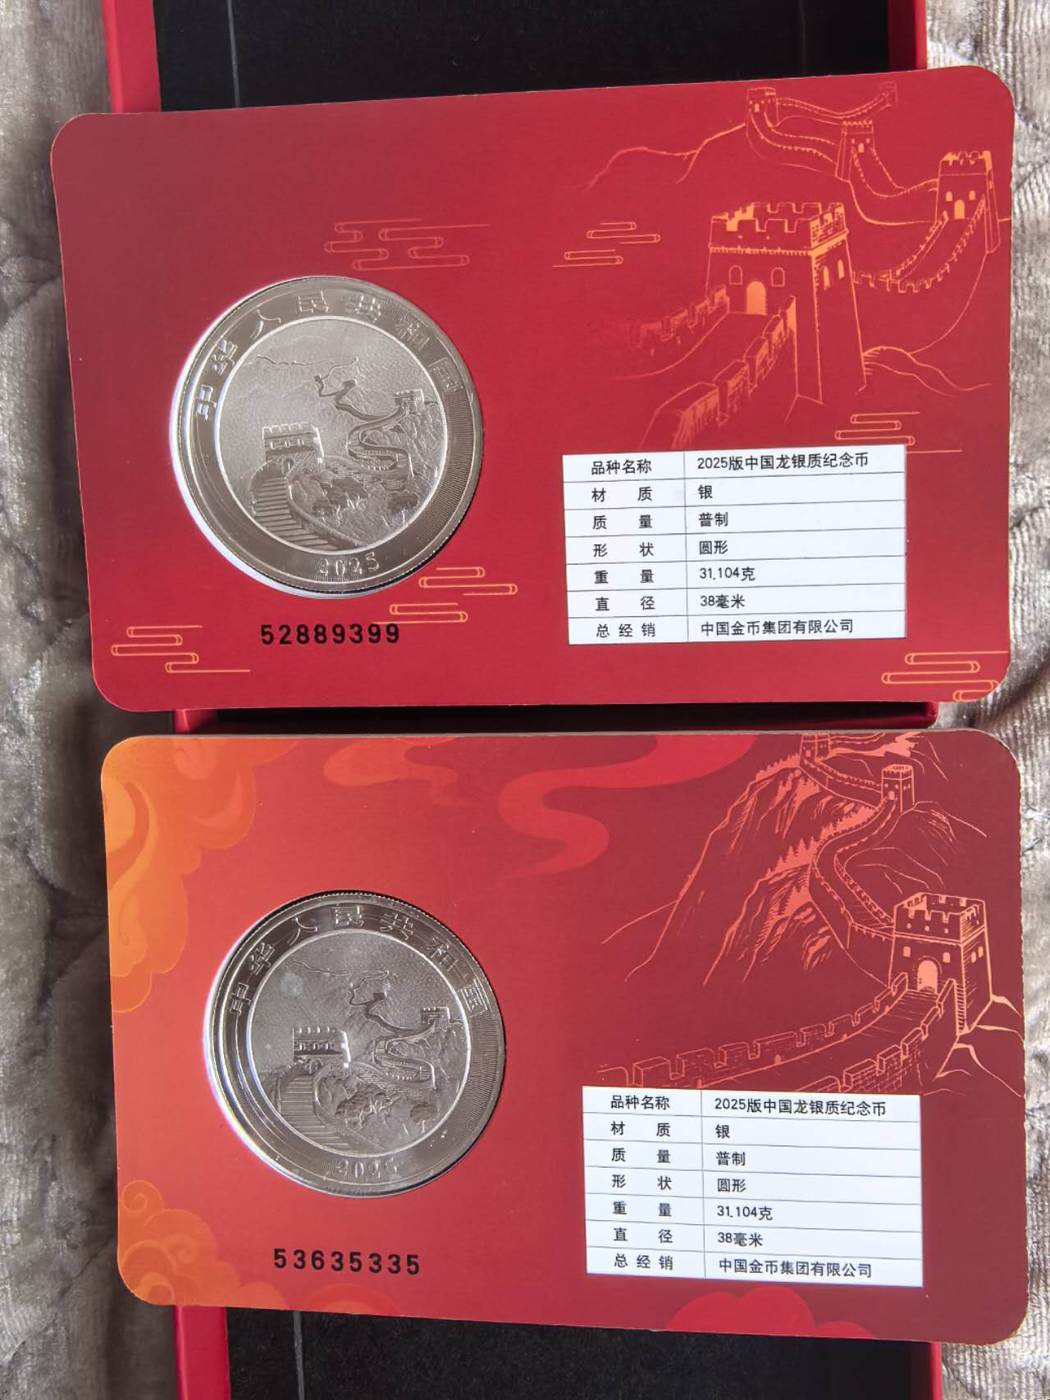 中华人民共和国
2025
52889399
品种名称 2025版中国龙银质纪念币
材 质 银
质 量 普制
形 状 圆形
重 量 31.104克
直 径 38毫米
总 经 销 中国金币集团有限公司
中华人民共和国
2025
53635335
品种名称 2025版中国龙银质纪念币
材 质 银
质 量 普制
形 状 圆形
重 量 31.104克
直 径 38毫米
总 经 销 中国金币集团有限公司